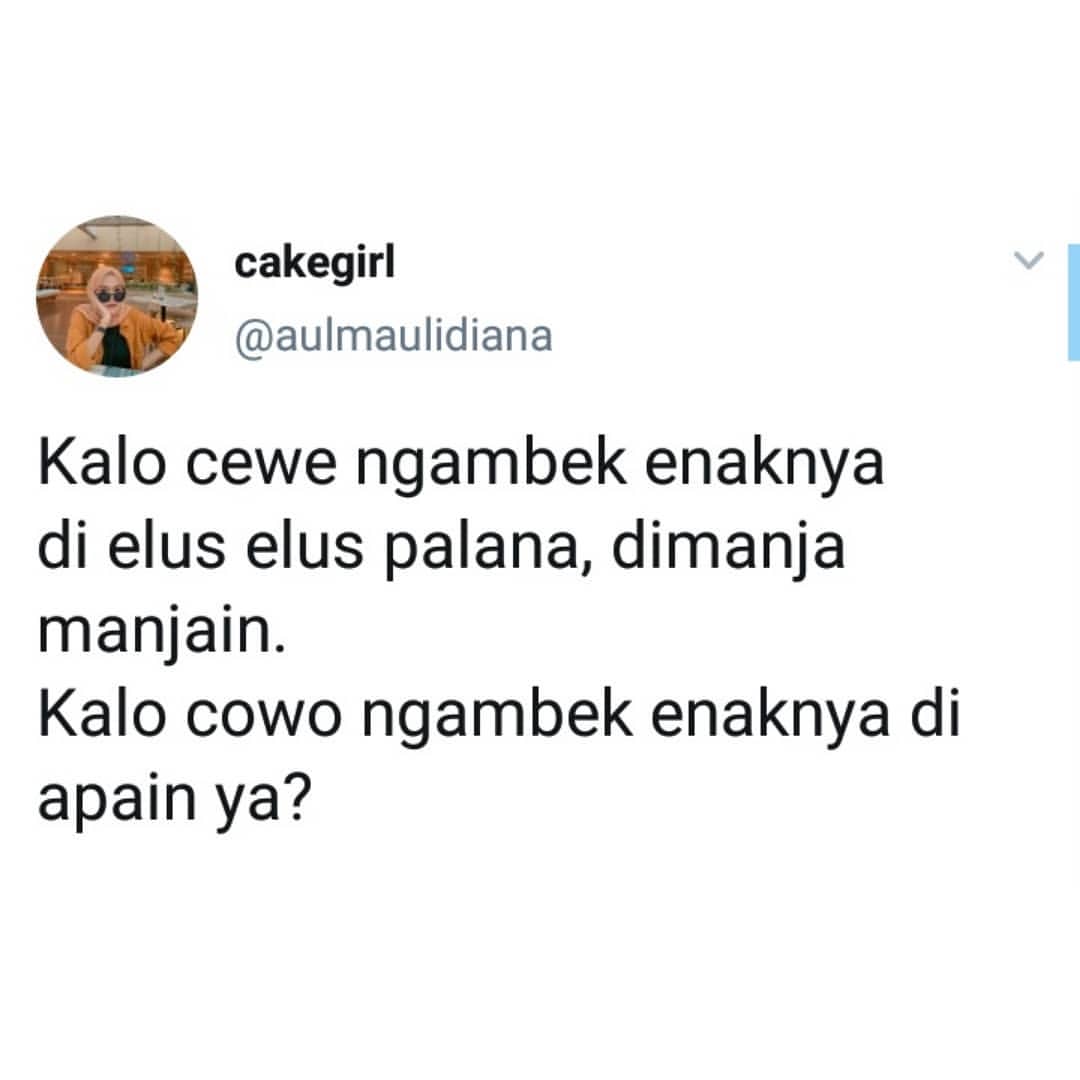 cakegirl
@aulmaulidiana
Kalo cewe ngambek enaknya
di elus elus palana, dimanja
manjain.
Kalo cowo ngambek enaknya di
apain ya?